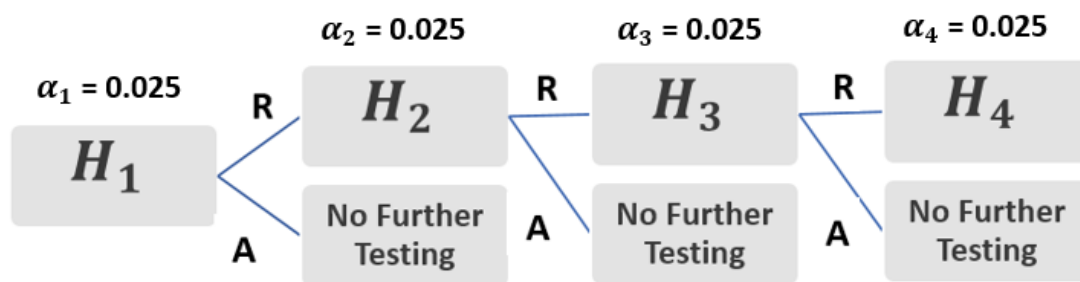 α₁ = 0.025
H₁
R
A
α₂ = 0.025
H₂
No Further
Testing
R
A
α₃ = 0.025
H₃
No Further
Testing
R
A
α₄ = 0.025
H₄
No Further
Testing